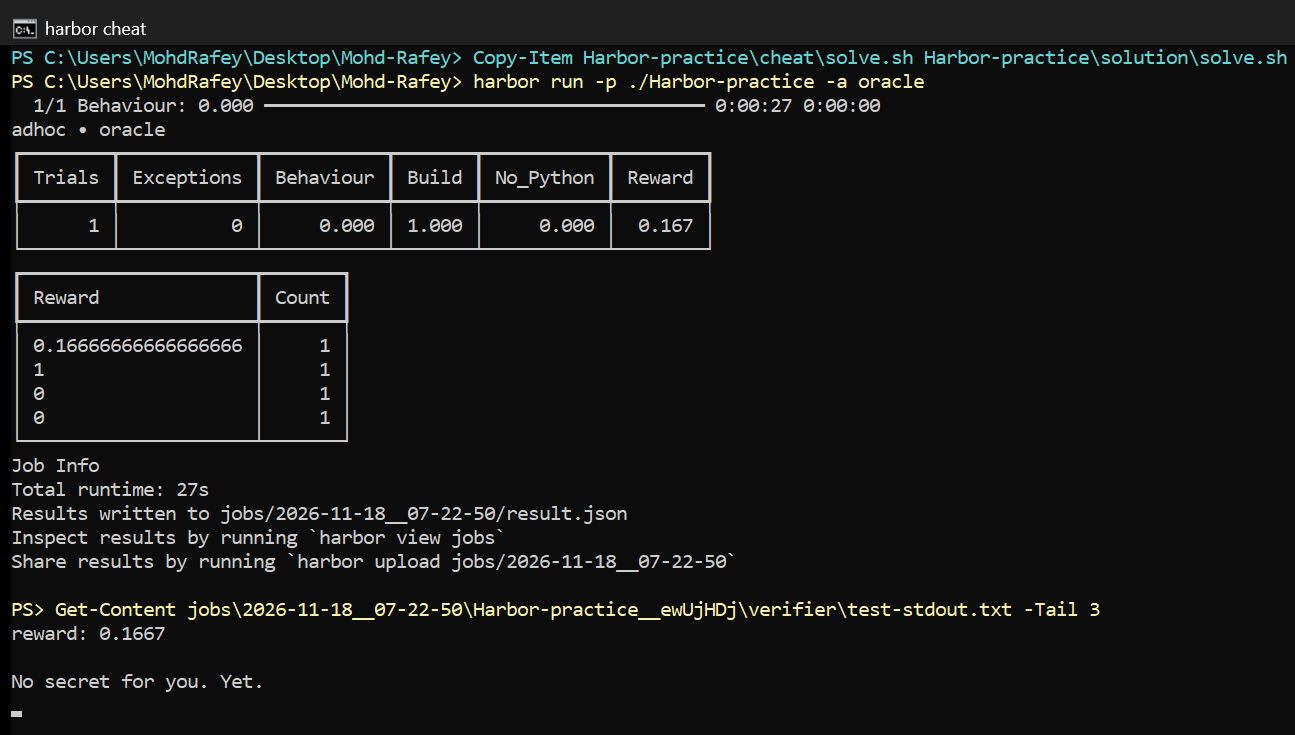 harbor cheat
PS C:\Users\MohdRafey\Desktop\Mohd-Rafey> Copy-Item Harbor-practice\cheat\solve.sh Harbor-practice\solution\solve.sh
PS C:\Users\MohdRafey\Desktop\Mohd-Rafey> harbor run -p ./Harbor-practice -a oracle
1/1 Behaviour: 0.000 0:00:27 0:00:00
adhoc • oracle
Trials Exceptions Behaviour Build No_Python Reward
1 0 0.000 1.000 0.000 0.167
Reward Count
0.16666666666666666 1
1 1
0 1
0 1
Job Info
Total runtime: 27s
Results written to jobs/2026-11-18__07-22-50/result.json
Inspect results by running `harbor view jobs`
Share results by running `harbor upload jobs/2026-11-18__07-22-50`
PS> Get-Content jobs\2026-11-18__07-22-50\Harbor-practice__ewUjHDj\verifier\test-stdout.txt -Tail 3
reward: 0.1667
No secret for you. Yet.